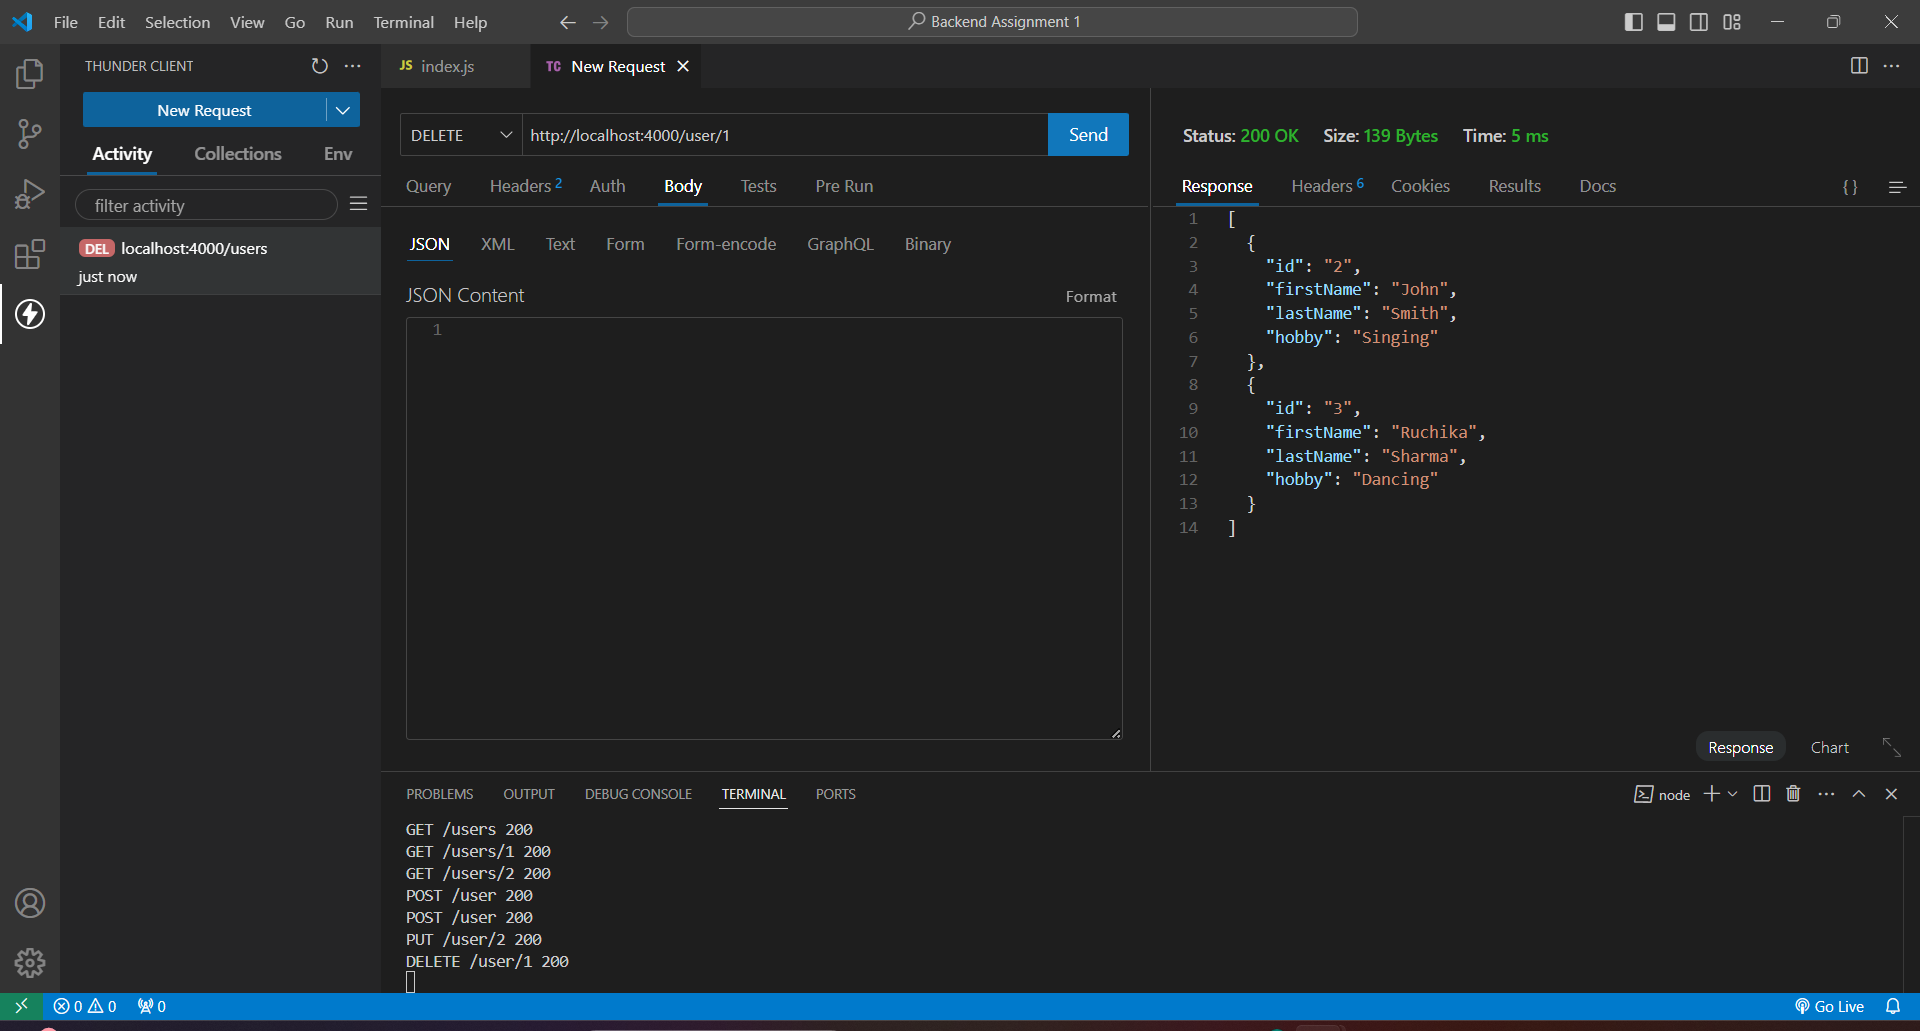 File Edit Selection View Go Run Terminal Help
Backend Assignment 1
THUNDER CLIENT
New Request
Activity Collections Env
filter activity
DEL localhost:4000/users
just now
JS index.js
TC New Request
DELETE http://localhost:4000/user/1 Send
Query Headers 2 Auth Body Tests Pre Run
JSON XML Text Form Form-encode GraphQL Binary
JSON Content Format
1
Status: 200 OK Size: 139 Bytes Time: 5 ms
Response Headers 6 Cookies Results Docs { }
1 [
2 {
3 "id": "2",
4 "firstName": "John",
5 "lastName": "Smith",
6 "hobby": "Singing"
7 },
8 {
9 "id": "3",
10 "firstName": "Ruchika",
11 "lastName": "Sharma",
12 "hobby": "Dancing"
13 }
14 ]
Response Chart
PROBLEMS OUTPUT DEBUG CONSOLE TERMINAL PORTS
node
GET /users 200
GET /users/1 200
GET /users/2 200
POST /user 200
POST /user 200
PUT /user/2 200
DELETE /user/1 200
0 0 0
Go Live